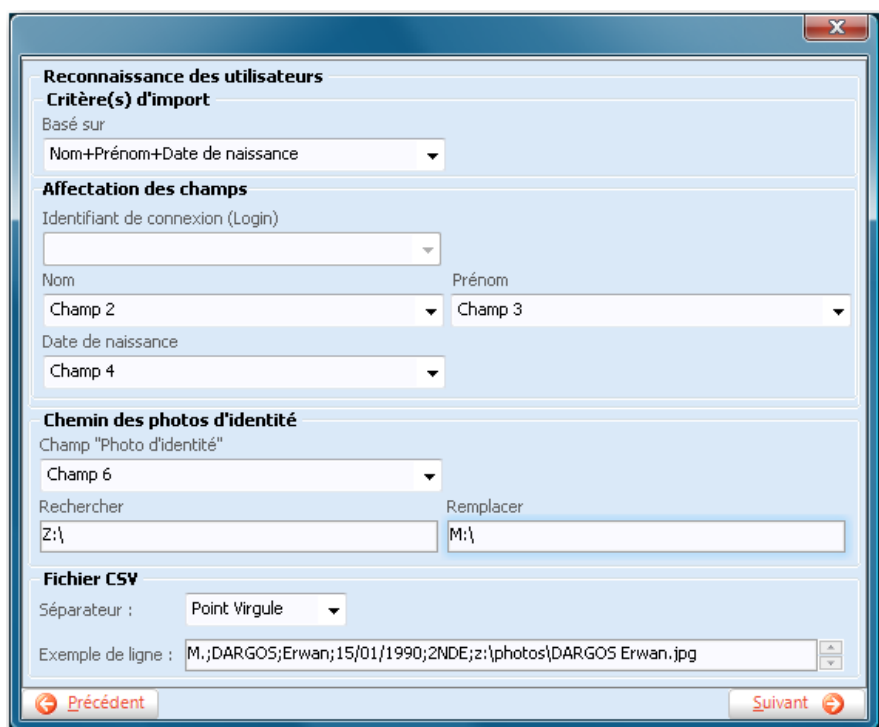 Reconnaissance des utilisateurs
Critère(s) d'import
Basé sur
Nom+Prénom+Date de naissance
Affectation des champs
Identifiant de connexion (Login)
Nom Prénom
Champ 2 Champ 3
Date de naissance
Champ 4
Chemin des photos d'identité
Champ "Photo d'identité"
Champ 6
Rechercher Remplacer
Z:\ M:\
Fichier CSV
Séparateur : Point Virgule
Exemple de ligne : M.;DARGOS;Erwan;15/01/1990;2NDE;z:\photos\DARGOS Erwan.jpg
Précédent Suivant